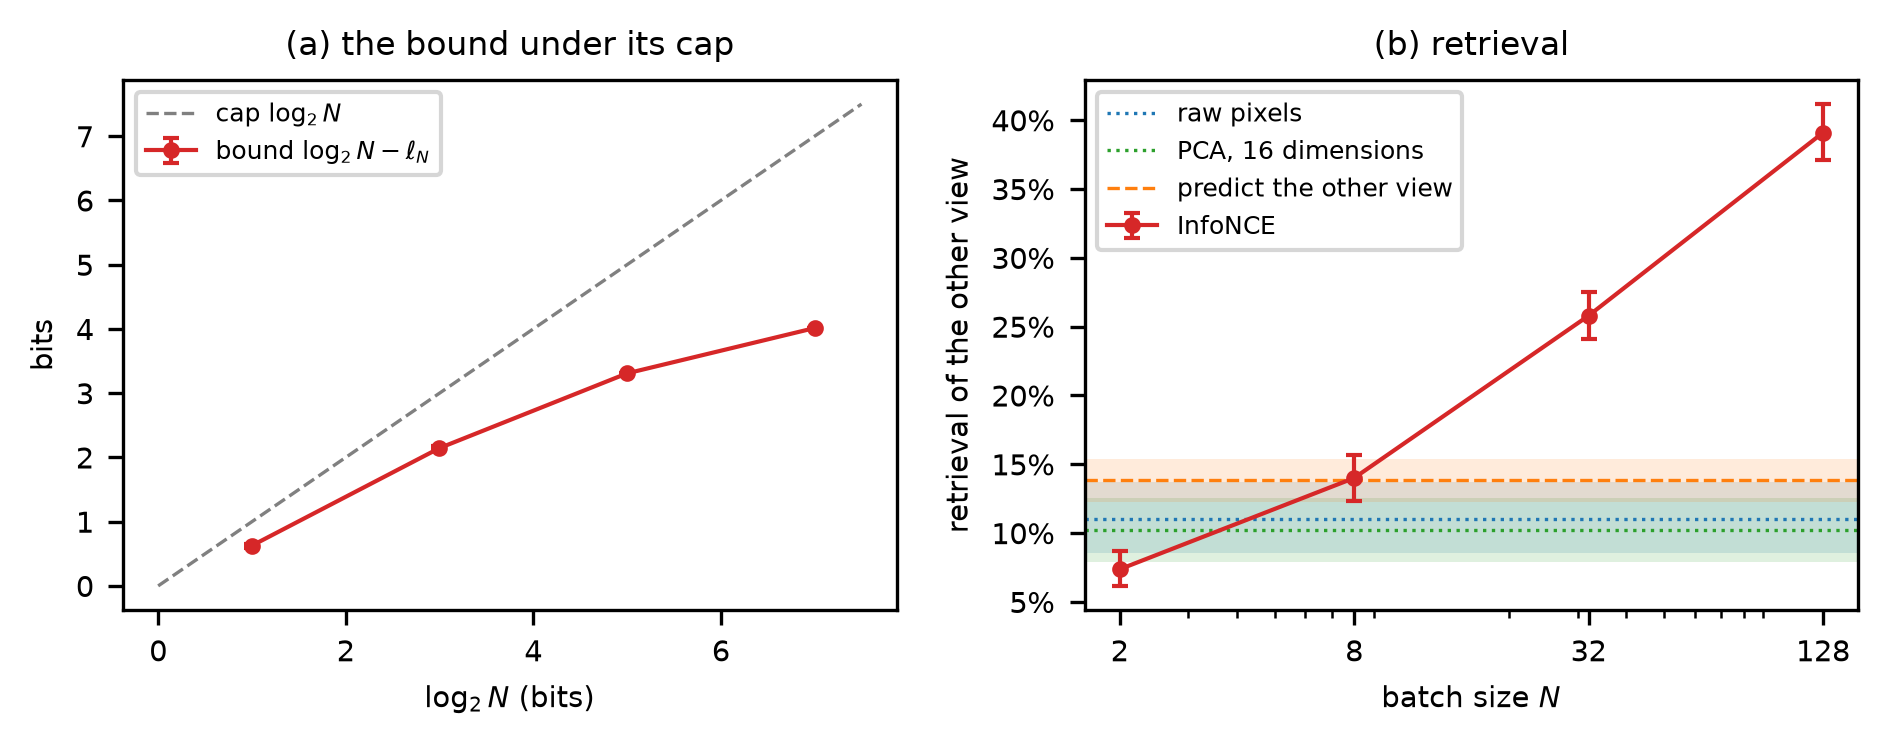 (a) the bound under its cap
cap log₂ N
bound log₂ N − ℓ_N
bits
7
6
5
4
3
2
1
0
0 2 4 6
log₂ N (bits)
(b) retrieval
raw pixels
PCA, 16 dimensions
predict the other view
InfoNCE
retrieval of the other view
40%
35%
30%
25%
20%
15%
10%
5%
2 8 32 128
batch size N